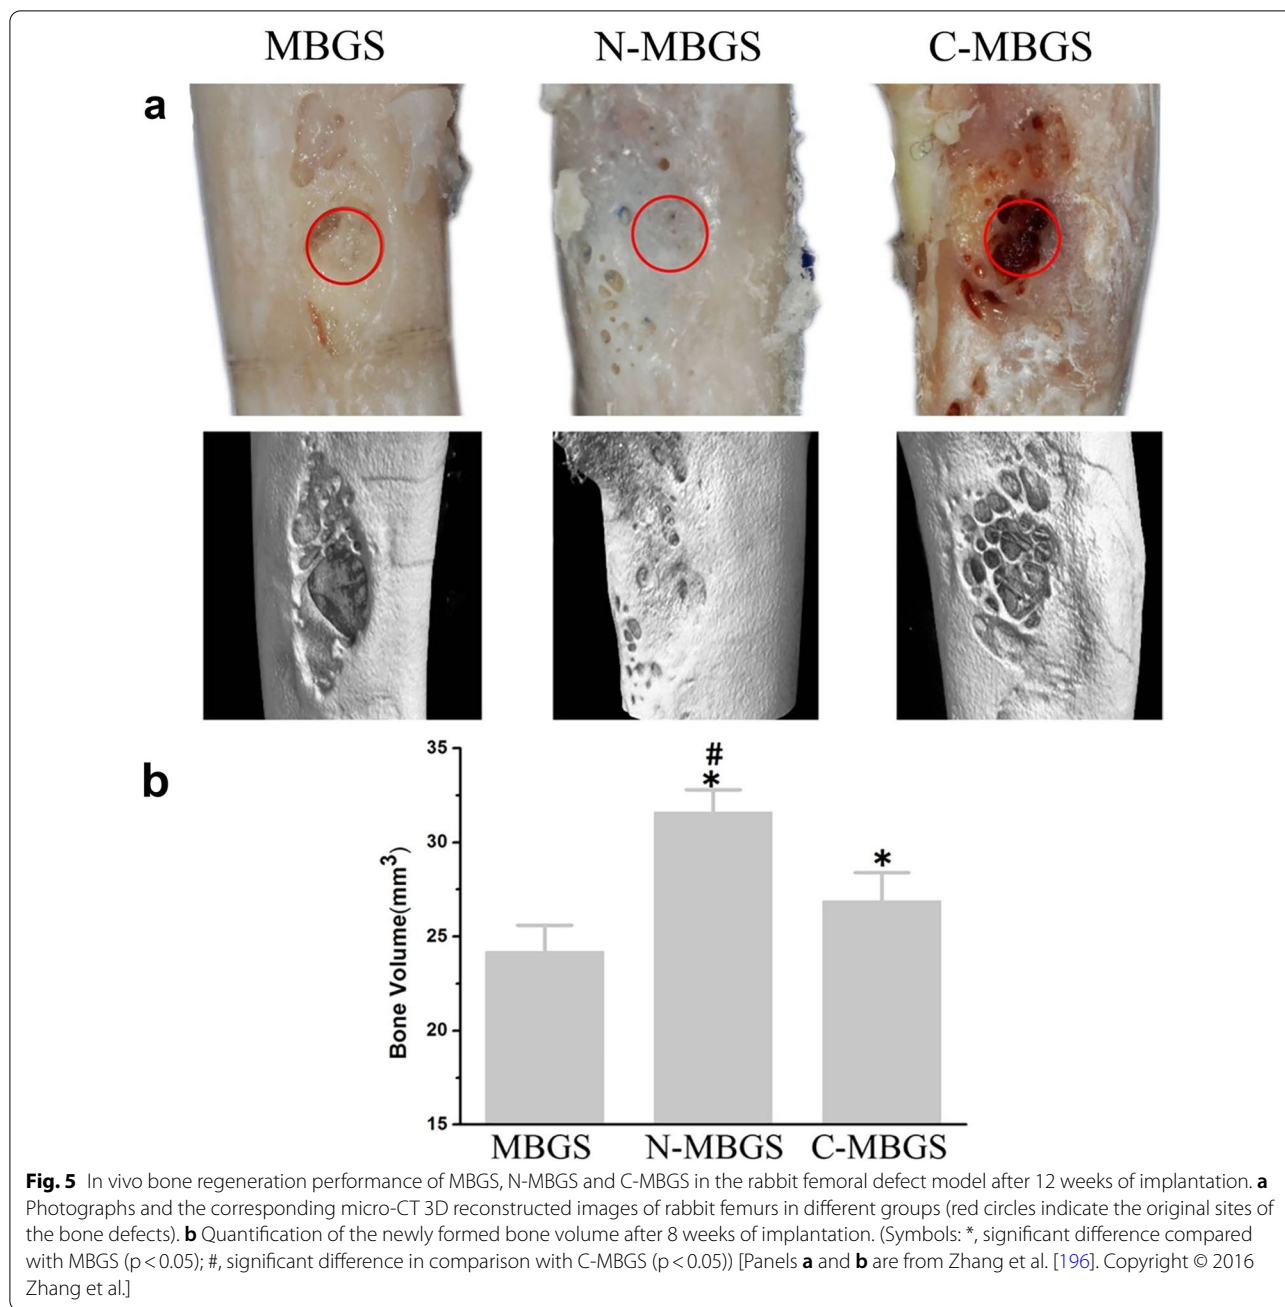 MBGS N-MBGS C-MBGS
a
b
35
30
25
20
15
Bone Volume(mm³)
#
*
*
MBGS N-MBGS C-MBGS
Fig. 5 In vivo bone regeneration performance of MBGS, N-MBGS and C-MBGS in the rabbit femoral defect model after 12 weeks of implantation. a
Photographs and the corresponding micro-CT 3D reconstructed images of rabbit femurs in different groups (red circles indicate the original sites of
the bone defects). b Quantification of the newly formed bone volume after 8 weeks of implantation. (Symbols: *, significant difference compared
with MBGS (p < 0.05); #, significant difference in comparison with C-MBGS (p < 0.05)) [Panels a and b are from Zhang et al. [196]. Copyright © 2016
Zhang et al.]